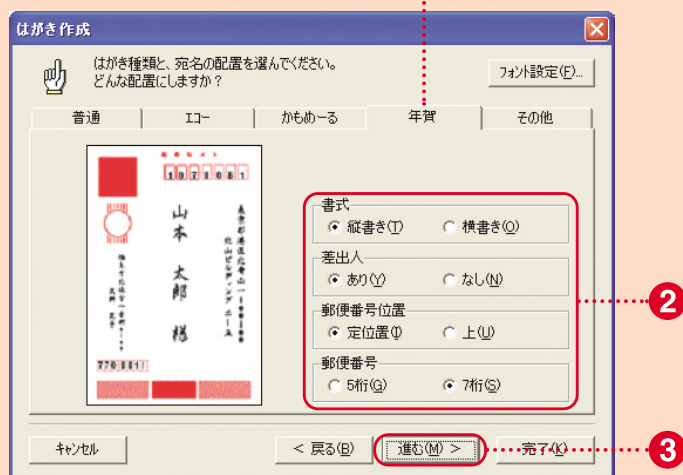 はがき作成
はがき種類と、宛名の配置を選んでください。
どんな配置にしますか？
フォント設定(F)...
普通 エコー かもめーる 年賀 その他
1071061
山本 太郎 様
書式
縦書き(T) 横書き(O)
差出人
あり(Y) なし(N)
郵便番号位置
定位置(I) 上(U)
郵便番号
5桁(G) 7桁(S)
2
キャンセル < 戻る(B) 進む(M) > 完了(K)
3